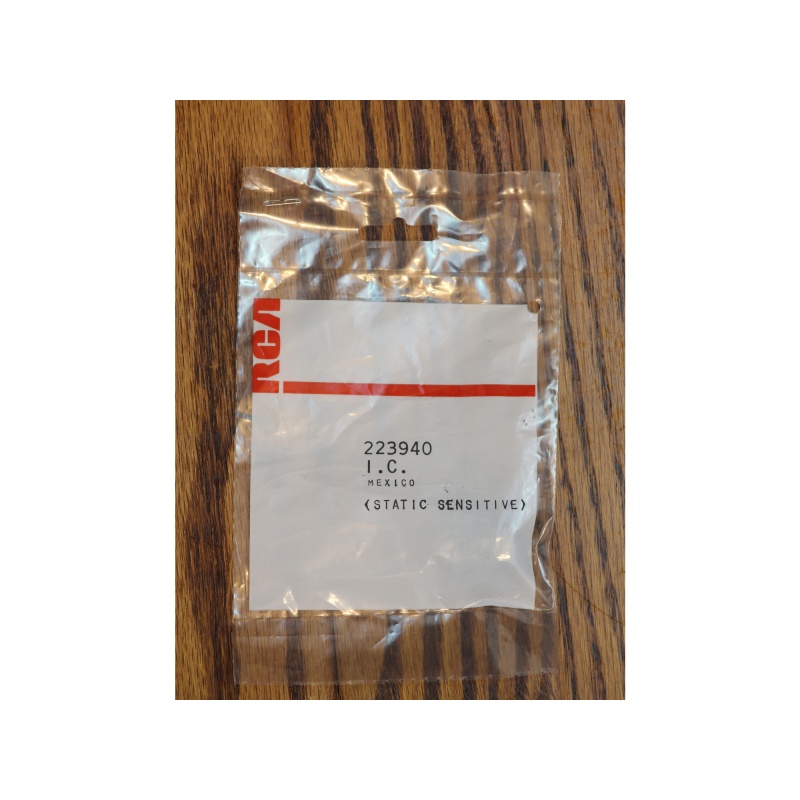 RCA
223940
I.C.
MEXICO
(STATIC SENSITIVE)